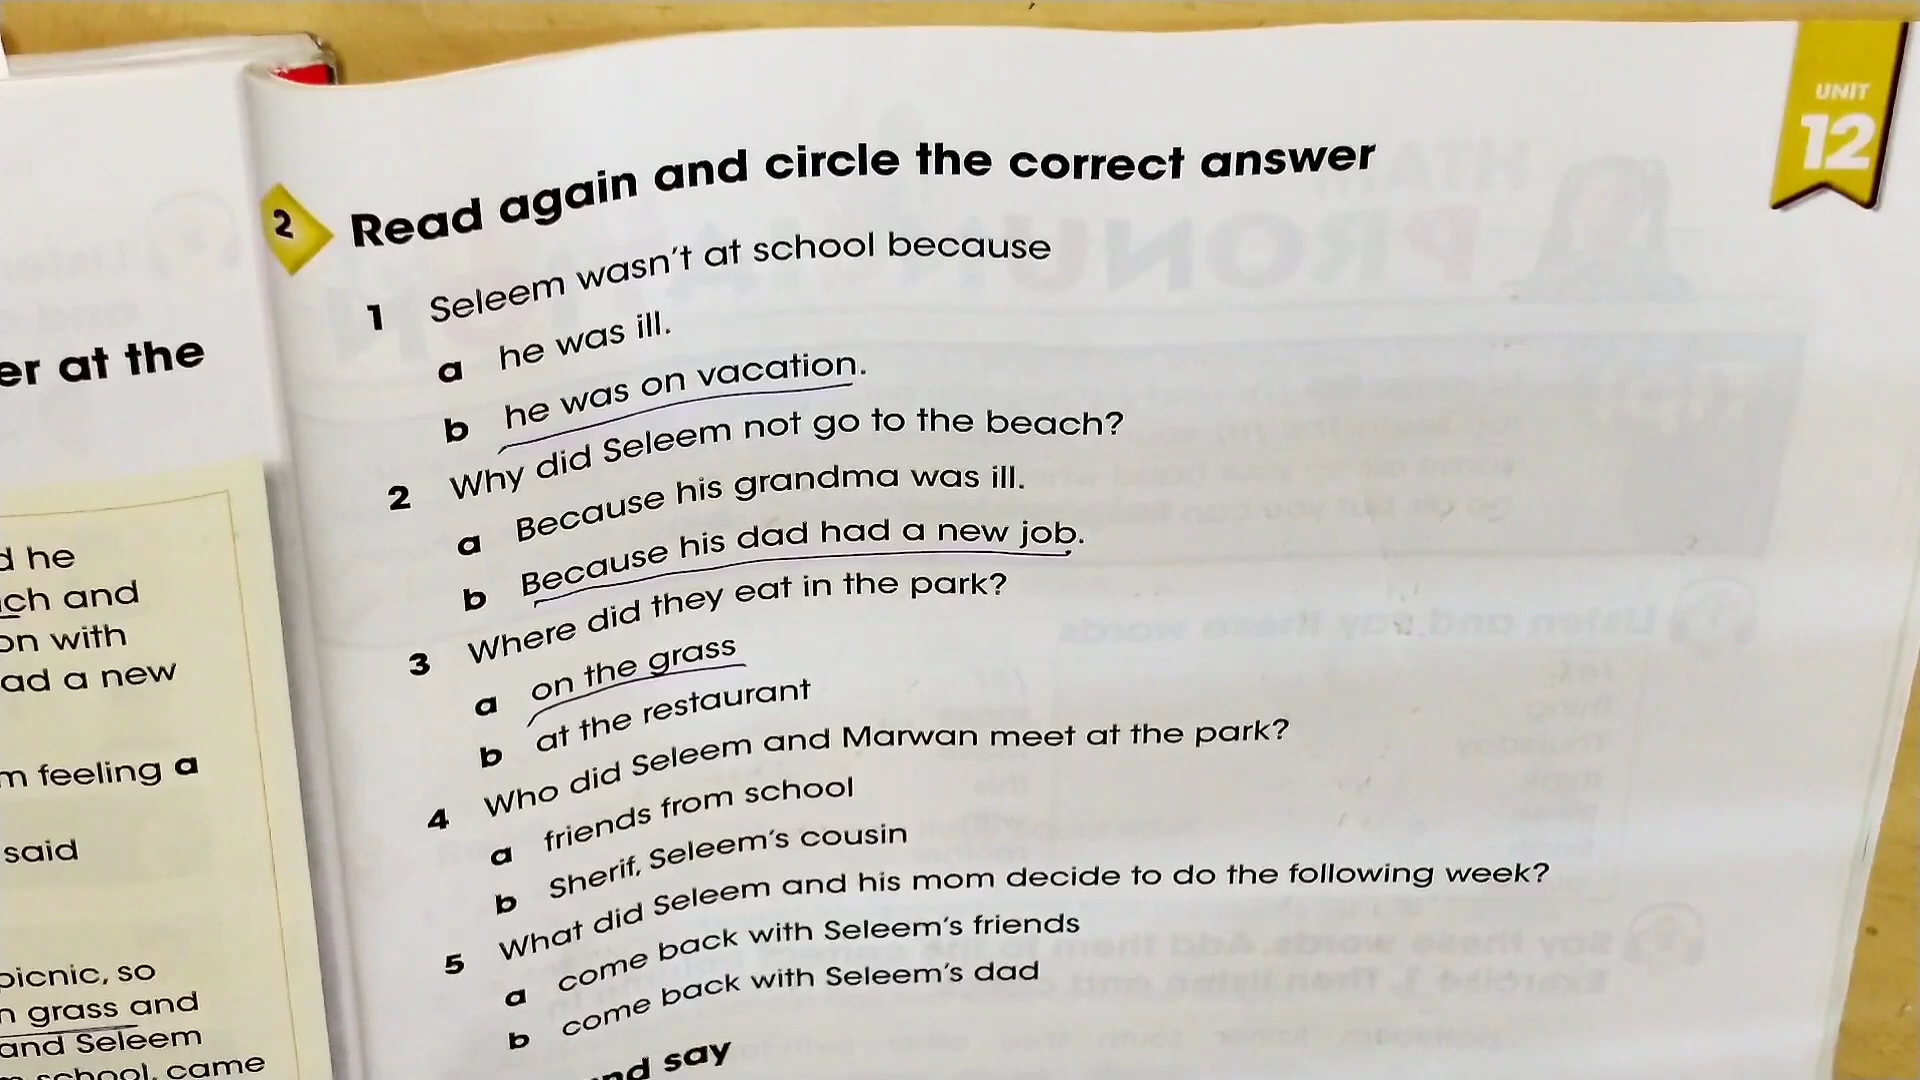 er at the
d he
ch and
on with
ad a new
m feeling a
said
picnic, so
n grass and
and Seleem
school, came
UNIT
12
2 Read again and circle the correct answer
1 Seleem wasn't at school because
a he was ill.
b he was on vacation.
2 Why did Seleem not go to the beach?
a Because his grandma was ill.
b Because his dad had a new job.
3 Where did they eat in the park?
a on the grass
b at the restaurant
4 Who did Seleem and Marwan meet at the park?
a friends from school
b Sherif, Seleem's cousin
5 What did Seleem and his mom decide to do the following week?
a come back with Seleem's friends
b come back with Seleem's dad
nd say